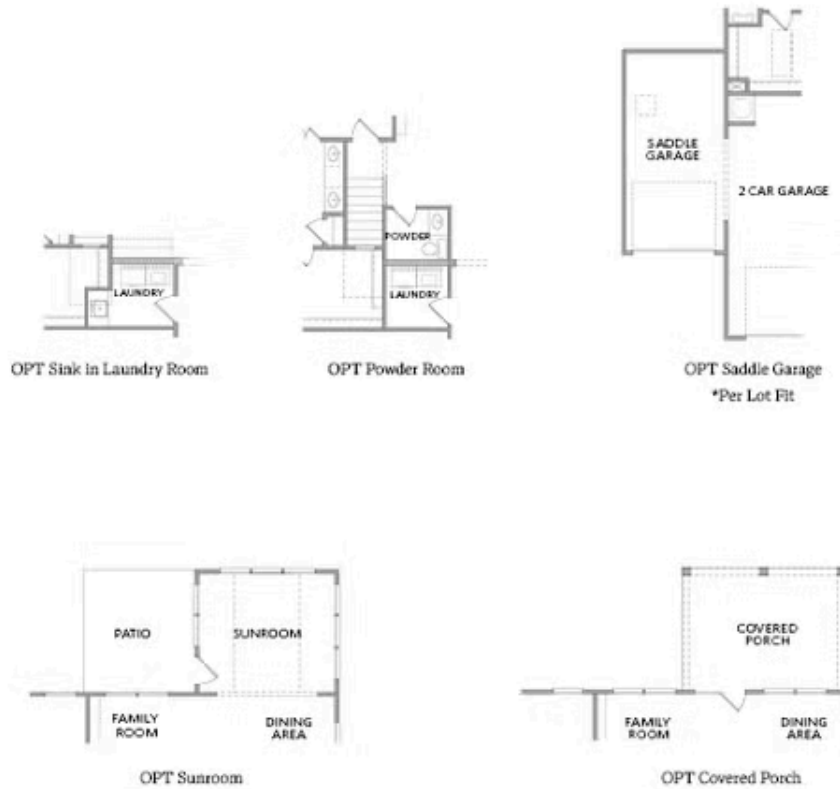 LAUNDRY
OPT Sink in Laundry Room
POWDER
LAUNDRY
OPT Powder Room
SADDLE
GARAGE
2 CAR GARAGE
OPT Saddle Garage
*Per Lot Fit
PATIO
SUNROOM
FAMILY
ROOM
DINING
AREA
OPT Sunroom
COVERED
PORCH
FAMILY
ROOM
DINING
AREA
OPT Covered Porch